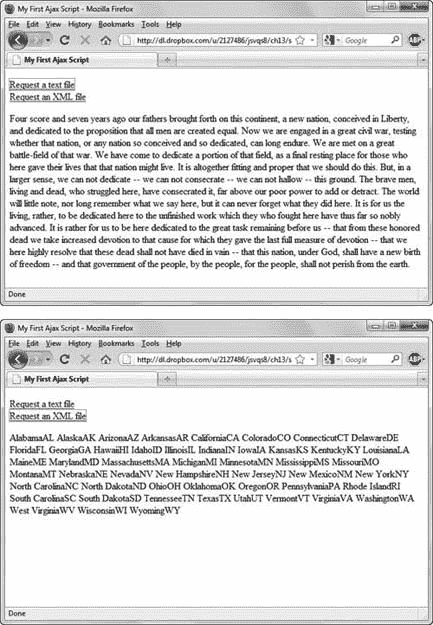 My First Ajax Script - Mozilla Firefox
File Edit View History Bookmarks Tools Help
http://dl.dropbox.com/u/2127486/jsvqs8/ch13/s
Google
ABP
My First Ajax Script
Request a text file
Request an XML file
Four score and seven years ago our fathers brought forth on this continent, a new nation, conceived in Liberty,
and dedicated to the proposition that all men are created equal. Now we are engaged in a great civil war, testing
whether that nation, or any nation so conceived and so dedicated, can long endure. We are met on a great
battle-field of that war. We have come to dedicate a portion of that field, as a final resting place for those who
here gave their lives that that nation might live. It is altogether fitting and proper that we should do this. But, in a
larger sense, we can not dedicate -- we can not consecrate -- we can not hallow -- this ground. The brave men,
living and dead, who struggled here, have consecrated it, far above our poor power to add or detract. The world
will little note, nor long remember what we say here, but it can never forget what they did here. It is for us the
living, rather, to be dedicated here to the unfinished work which they who fought here have thus far so nobly
advanced. It is rather for us to be here dedicated to the great task remaining before us -- that from these honored
dead we take increased devotion to that cause for which they gave the last full measure of devotion -- that we
here highly resolve that these dead shall not have died in vain -- that this nation, under God, shall have a new birth
of freedom -- and that government of the people, by the people, for the people, shall not perish from the earth.
Done
My First Ajax Script - Mozilla Firefox
File Edit View History Bookmarks Tools Help
http://dl.dropbox.com/u/2127486/jsvqs8/ch13/s
Google
ABP
My First Ajax Script
Request a text file
Request an XML file
AlabamaAL AlaskaAK ArizonaAZ ArkansasAR CaliforniaCA ColoradoCO ConnecticutCT DelawareDE
FloridaFL GeorgiaGA HawaiiHI IdahoID IllinoisIL IndianaIN IowaIA KansasKS KentuckyKY LouisianaLA
MaineME MarylandMD MassachusettsMA MichiganMI MinnesotaMN MississippiMS MissouriMO
MontanaMT NebraskaNE NevadaNV New HampshireNH New JerseyNJ New MexicoNM New YorkNY
North CarolinaNC North DakotaND OhioOH OklahomaOK OregonOR PennsylvaniaPA Rhode IslandRI
South CarolinaSC South DakotaSD TennesseeTN TexasTX UtahUT VermontVT VirginiaVA WashingtonWA
West VirginiaWV WisconsinWI WyomingWY
Done